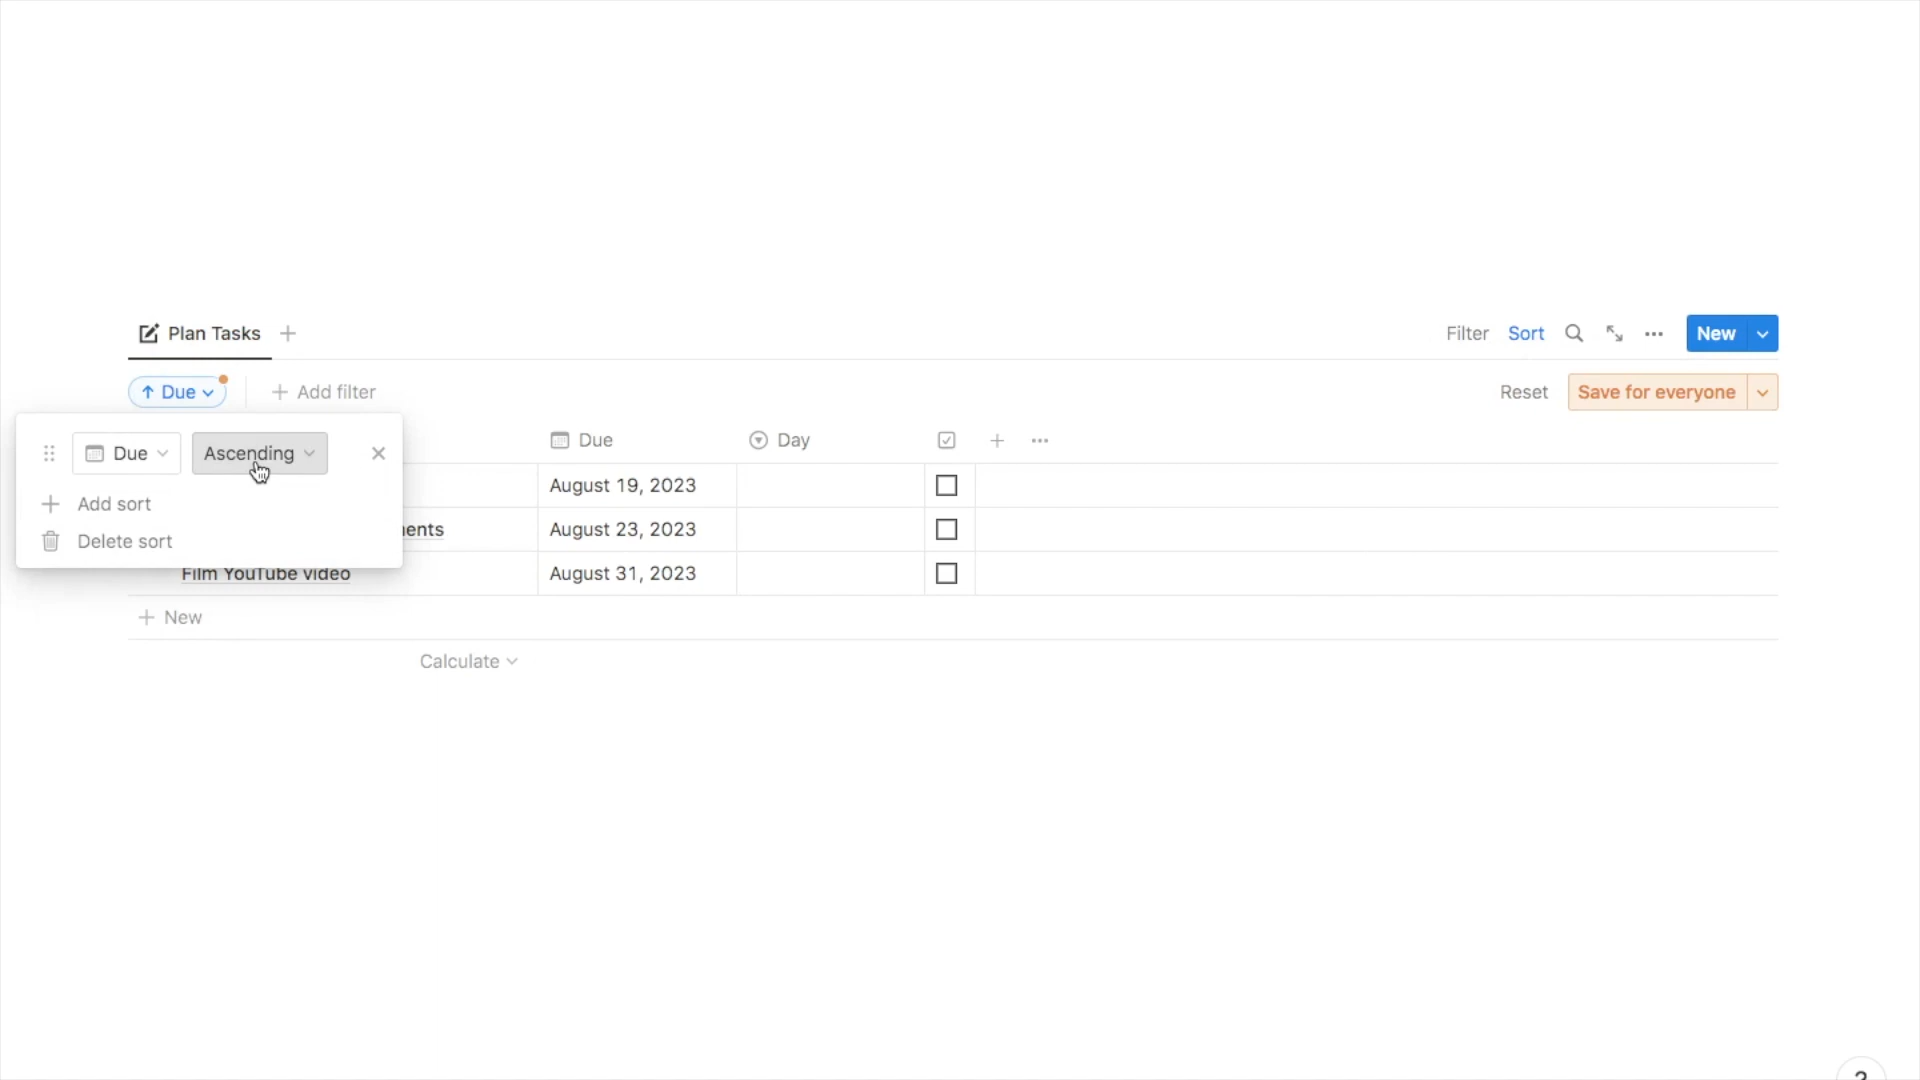 Plan Tasks
Filter Sort New
Due Add filter Reset Save for everyone
Due Ascending
Due Day
Add sort
Delete sort
August 19, 2023
August 23, 2023
Film YouTube video August 31, 2023
New
Calculate